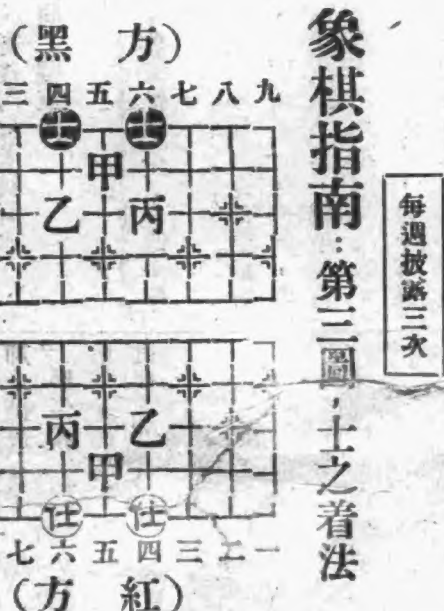 每週披露三次
象棋指南：第三圖，士之着法
（黑方）
三四五六七八九
士士
甲
乙丙
丙乙
甲
仕仕
七六五四三二一
（方紅）